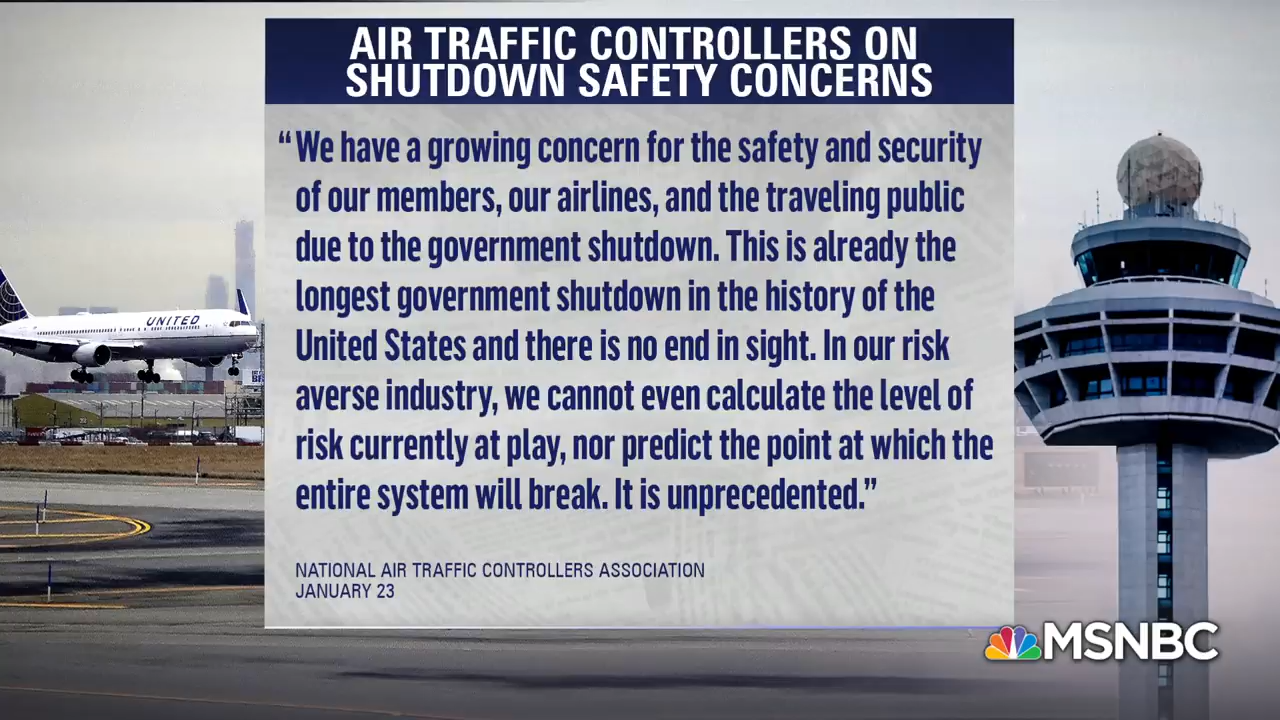 AIR TRAFFIC CONTROLLERS ON
SHUTDOWN SAFETY CONCERNS
“We have a growing concern for the safety and security
of our members, our airlines, and the traveling public
due to the government shutdown. This is already the
longest government shutdown in the history of the
United States and there is no end in sight. In our risk
averse industry, we cannot even calculate the level of
risk currently at play, nor predict the point at which the
entire system will break. It is unprecedented.”
NATIONAL AIR TRAFFIC CONTROLLERS ASSOCIATION
JANUARY 23
UNITED
MSNBC